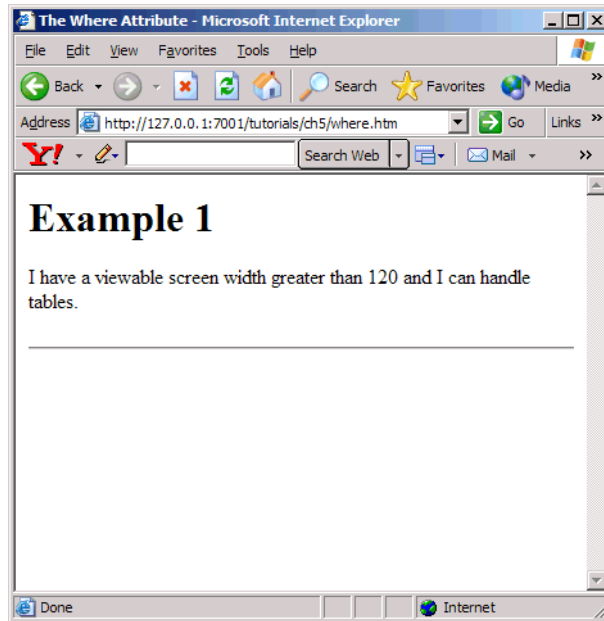 The Where Attribute - Microsoft Internet Explorer
File Edit View Favorites Tools Help
Back Search Favorites Media »
Address http://127.0.0.1:7001/tutorials/ch5/where.htm Go Links »
Y! Search Web Mail »
Example 1
I have a viewable screen width greater than 120 and I can handle
tables.
Done Internet